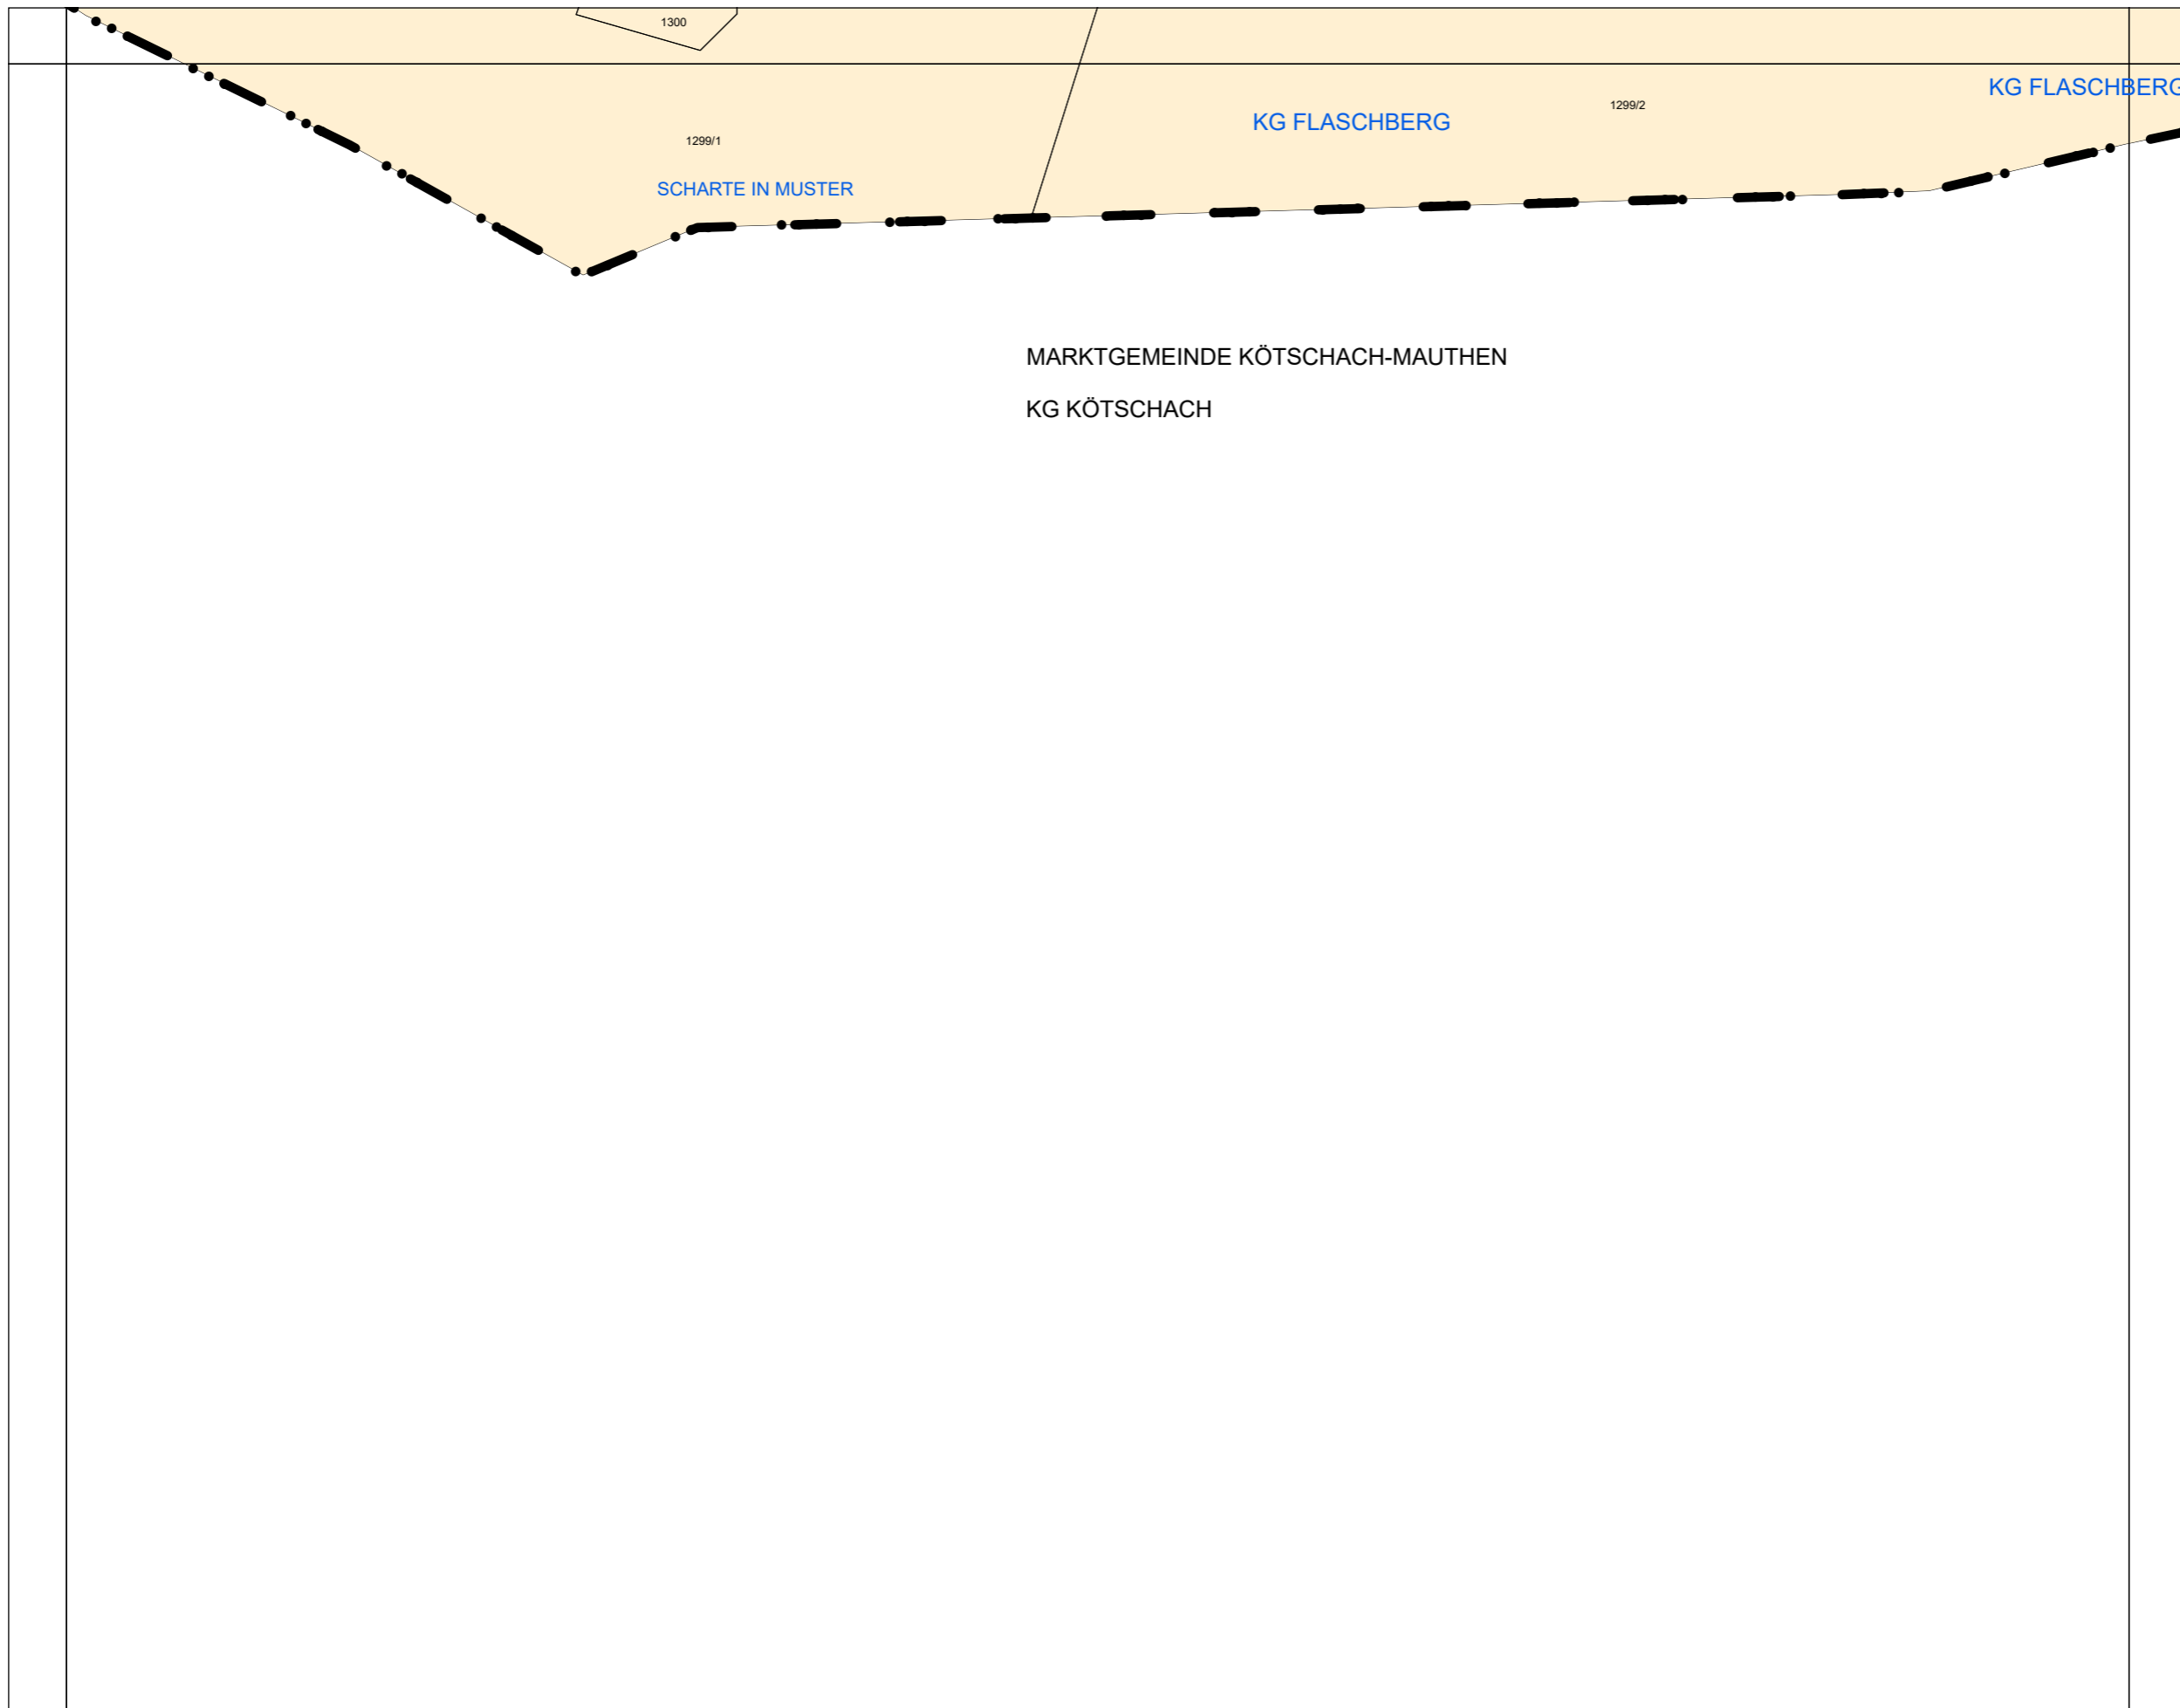 1300
KG FLASCHBERG
1299/2
KG FLASCHBERG
1299/1
SCHARTE IN MUSTER
MARKTGEMEINDE KÖTSCHACH-MAUTHEN
KG KÖTSCHACH